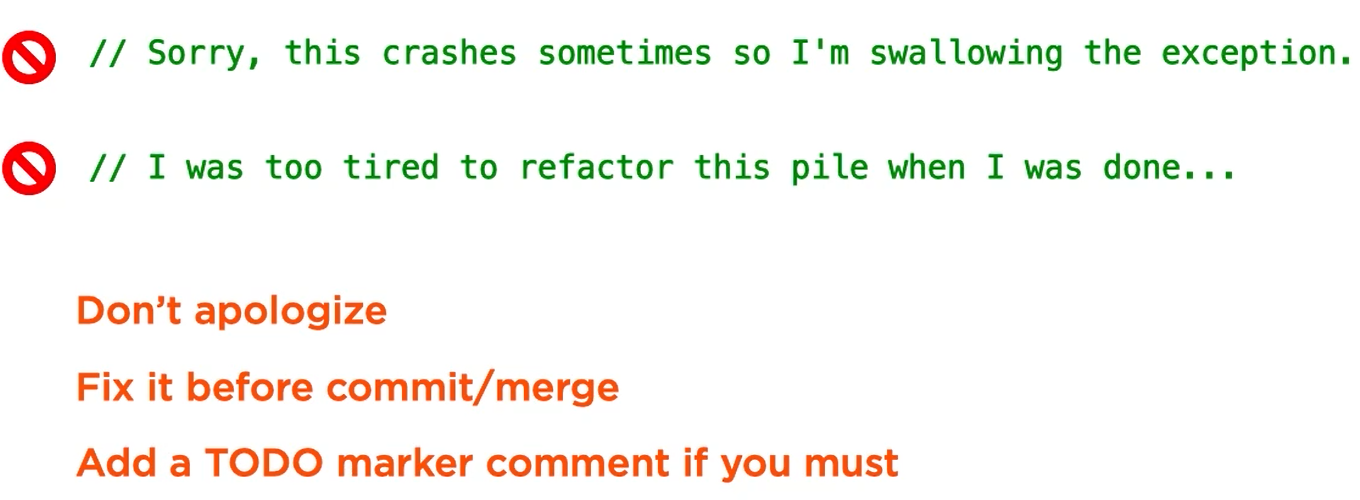 // Sorry, this crashes sometimes so I'm swallowing the exception.
// I was too tired to refactor this pile when I was done...
Don’t apologize
Fix it before commit/merge
Add a TODO marker comment if you must